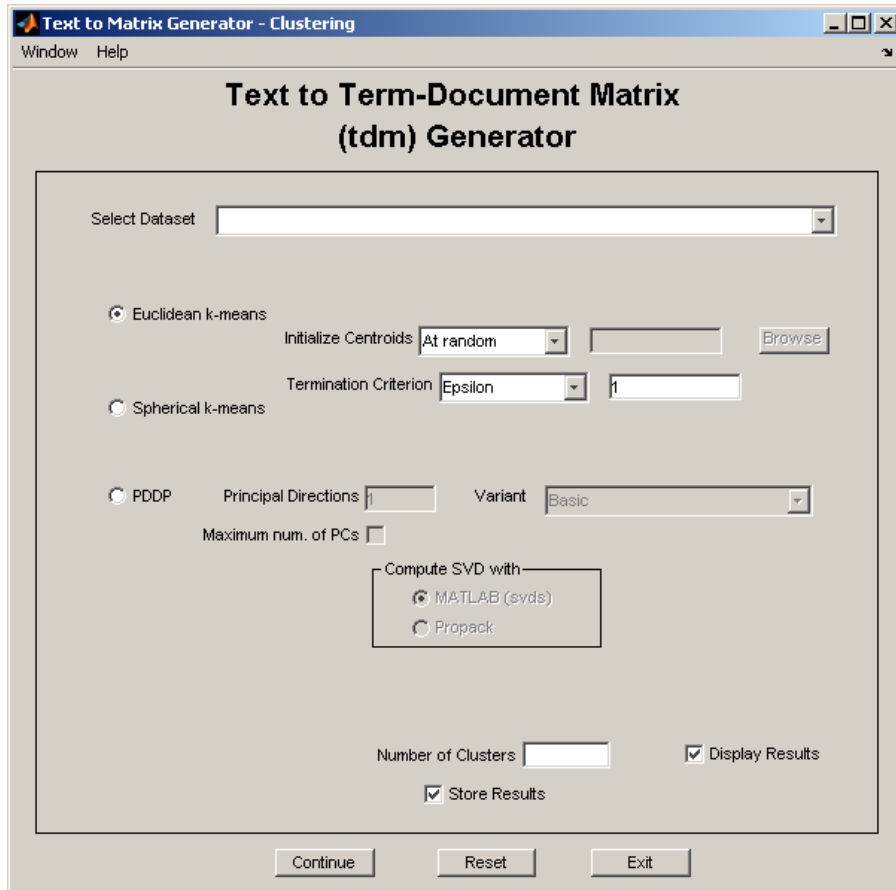 Text to Matrix Generator - Clustering
Window Help
Text to Term-Document Matrix
(tdm) Generator
Select Dataset
Euclidean k-means
Initialize Centroids At random Browse
Termination Criterion Epsilon 1
Spherical k-means
PDDP Principal Directions 1 Variant Basic
Maximum num. of PCs
Compute SVD with
MATLAB (svds)
Propack
Number of Clusters Display Results
Store Results
Continue Reset Exit